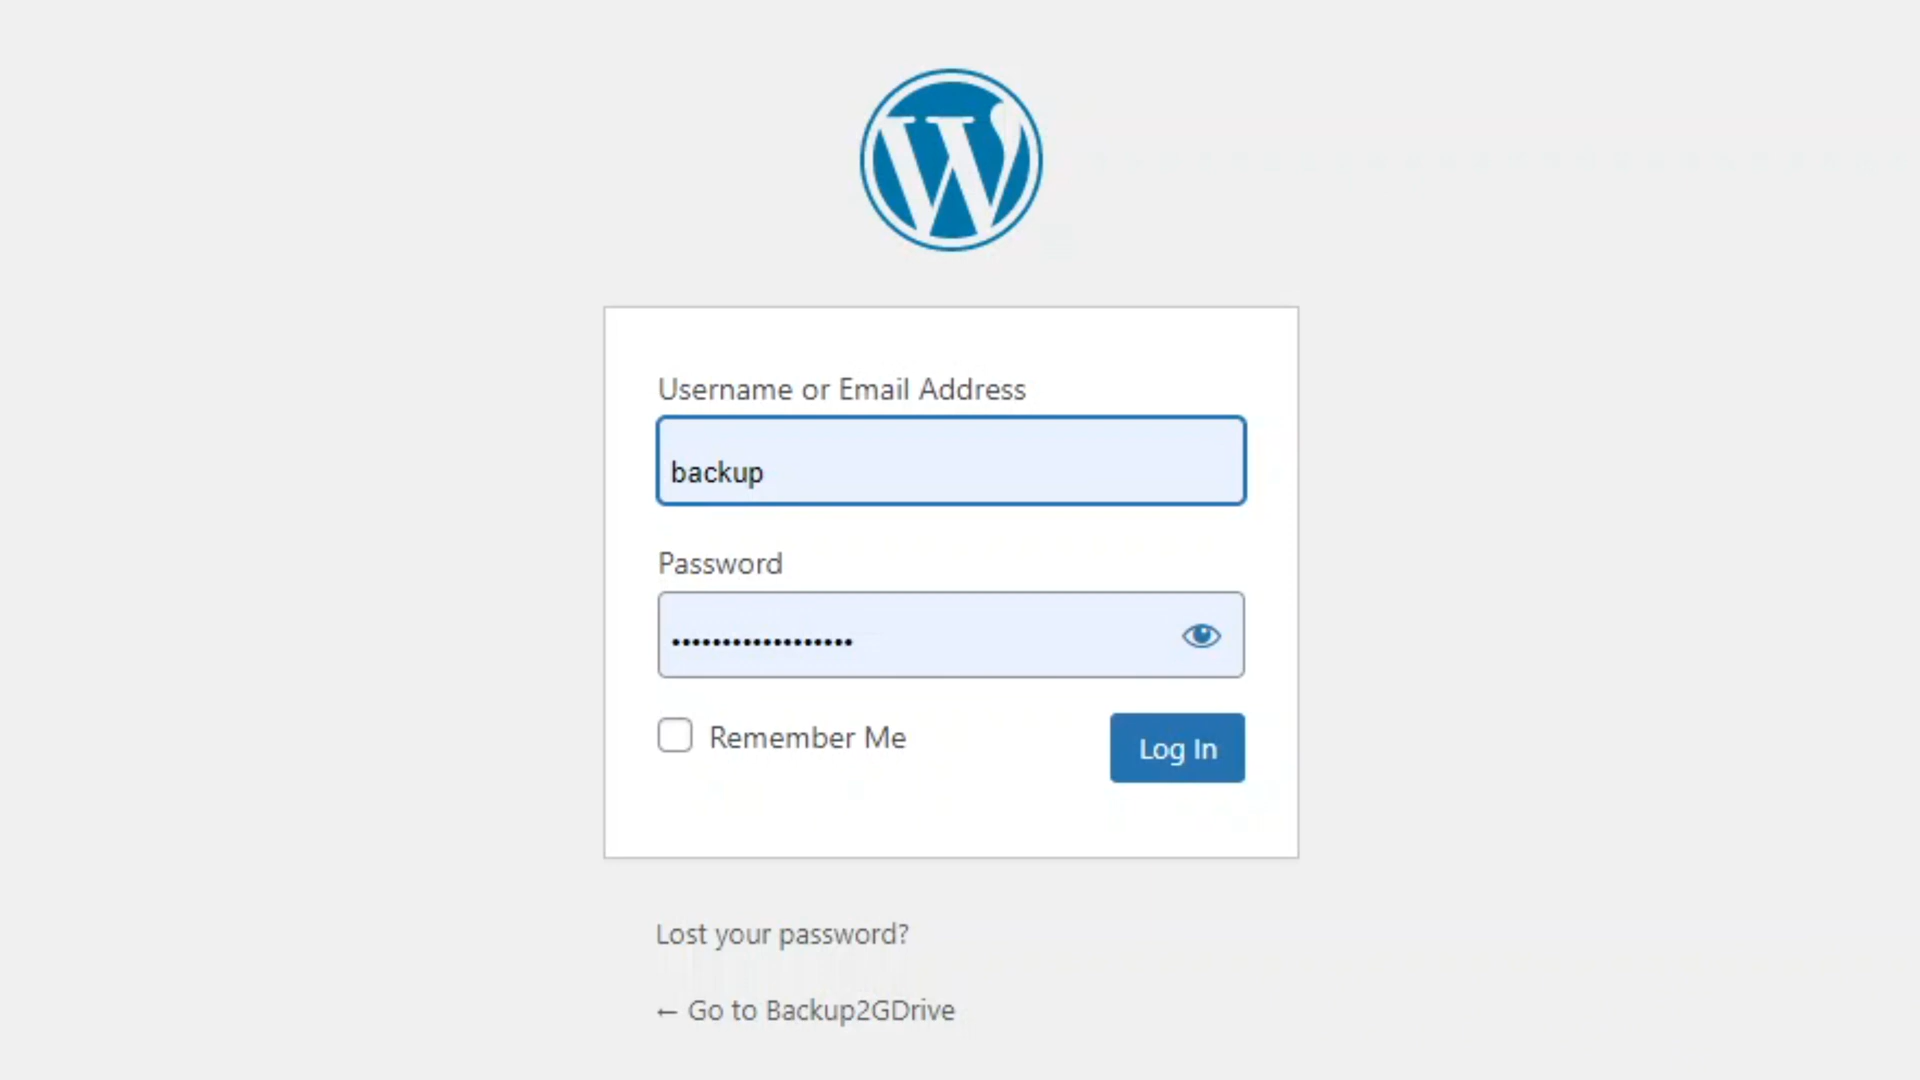 Username or Email Address
backup
Password
••••••••••••••••••
Remember Me
Log In
Lost your password?
← Go to Backup2GDrive